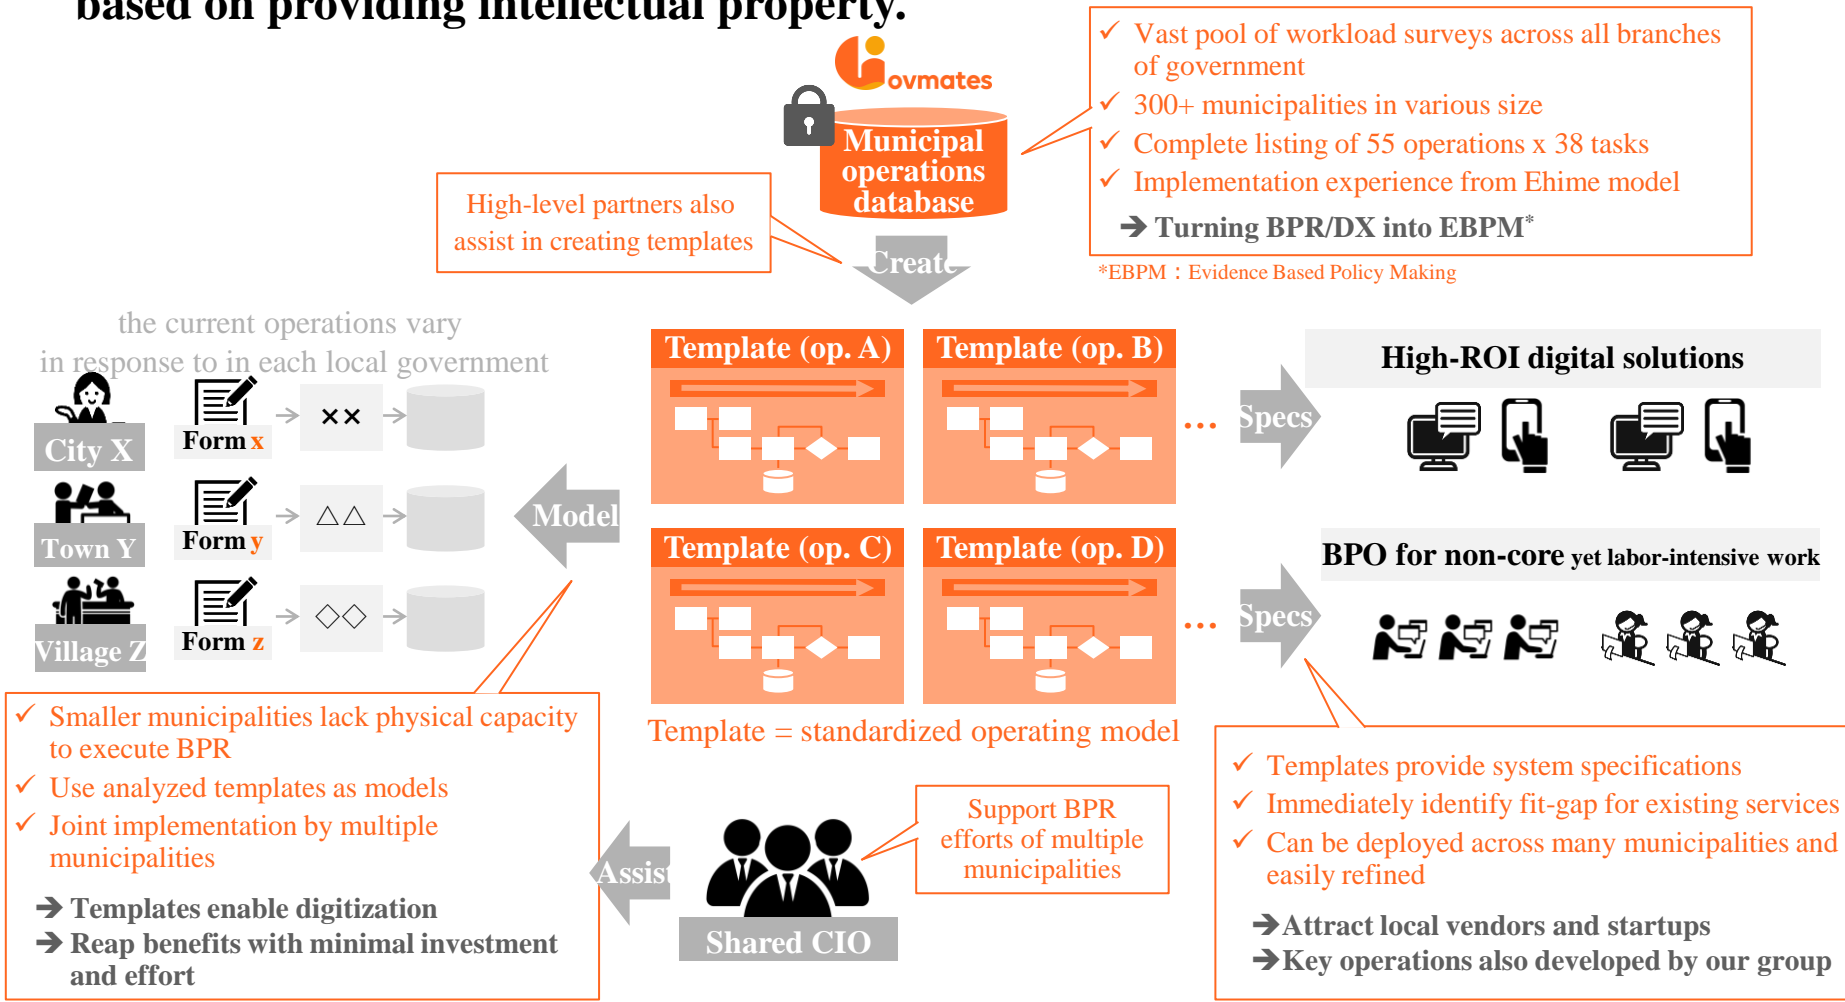 based on providing intellectual property.
ovmates
Municipal
operations
database
✓ Vast pool of workload surveys across all branches
of government
✓ 300+ municipalities in various size
✓ Complete listing of 55 operations x 38 tasks
✓ Implementation experience from Ehime model
➔ Turning BPR/DX into EBPM*
*EBPM：Evidence Based Policy Making
High-level partners also
assist in creating templates
Create
the current operations vary
in response to in each local government
City X
Form x
××
Town Y
Form y
△△
Village Z
Form z
◇◇
Model
Template (op. A)
Template (op. B)
Template (op. C)
Template (op. D)
…
…
Template = standardized operating model
Specs
High-ROI digital solutions
Specs
BPO for non-core yet labor-intensive work
✓ Smaller municipalities lack physical capacity
to execute BPR
✓ Use analyzed templates as models
✓ Joint implementation by multiple
municipalities
➔ Templates enable digitization
➔ Reap benefits with minimal investment
and effort
Assist
Shared CIO
Support BPR
efforts of multiple
municipalities
✓ Templates provide system specifications
✓ Immediately identify fit-gap for existing services
✓ Can be deployed across many municipalities and
easily refined
➔Attract local vendors and startups
➔Key operations also developed by our group